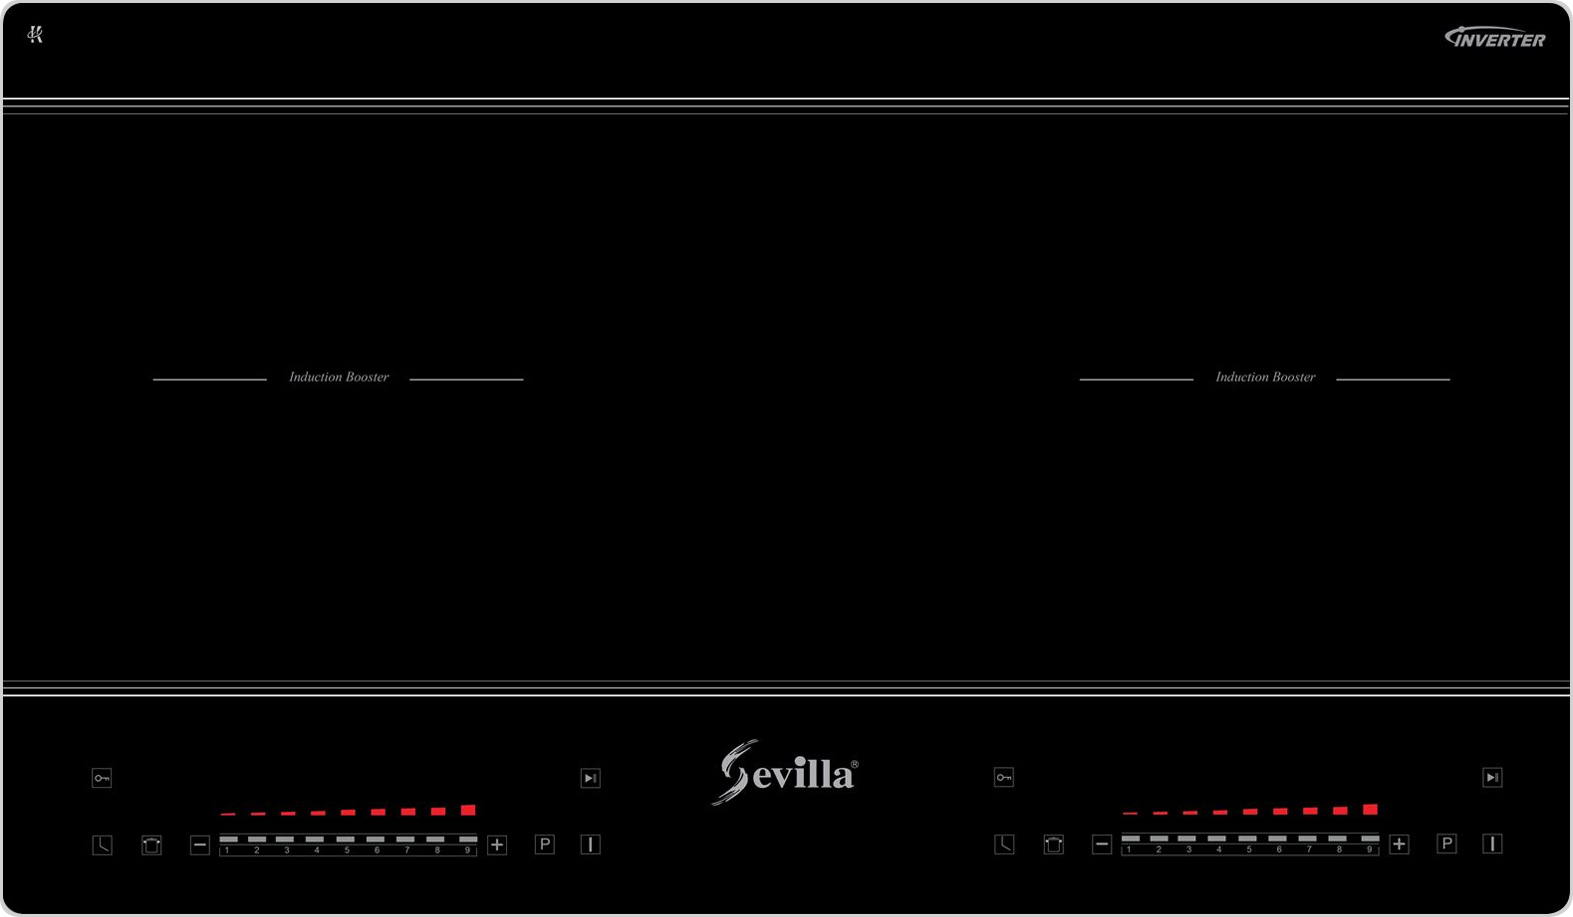 K
INVERTER
Induction Booster
Induction Booster
Sevilla®
1 2 3 4 5 6 7 8 9
P
1 2 3 4 5 6 7 8 9
P